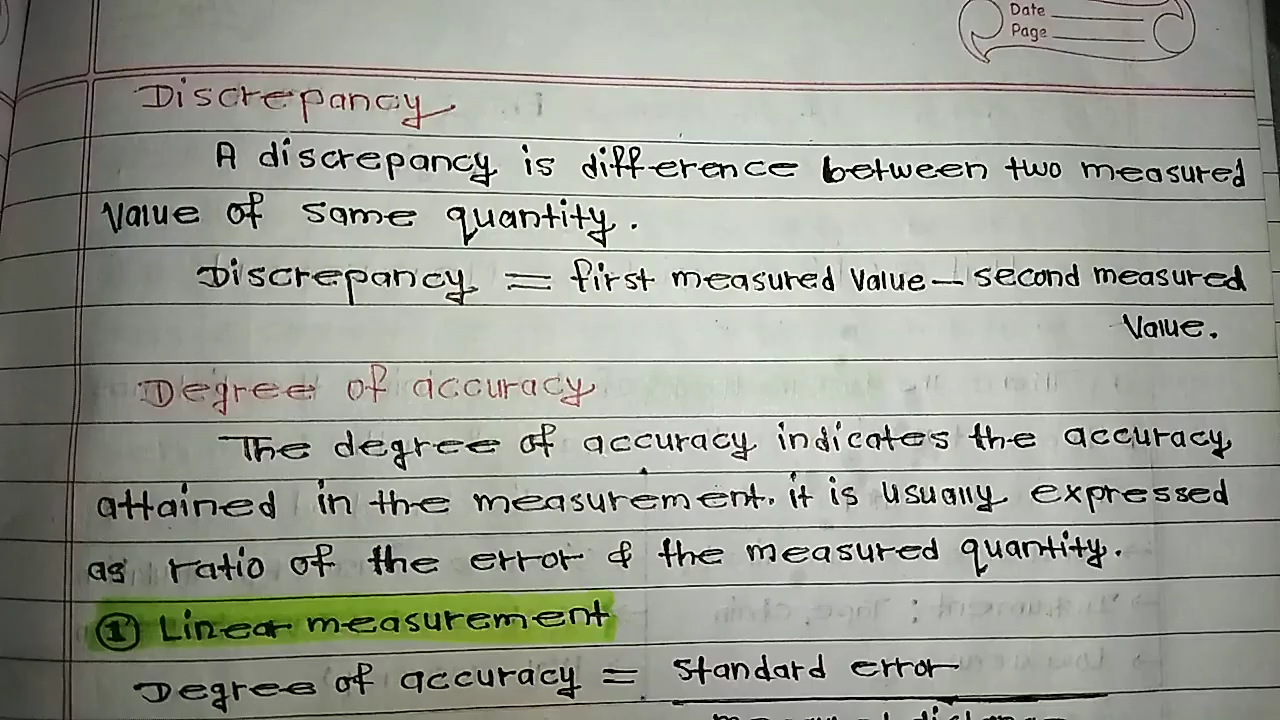 Date
Page
Discrepancy
A discrepancy is difference between two measured
Value of same quantity.
Discrepancy = first measured Value - second measured
Value.
Degree of accuracy
The degree of accuracy indicates the accuracy
attained in the measurement. it is usually expressed
as ratio of the error & the measured quantity.
① Linear measurement
Degree of accuracy = standard error